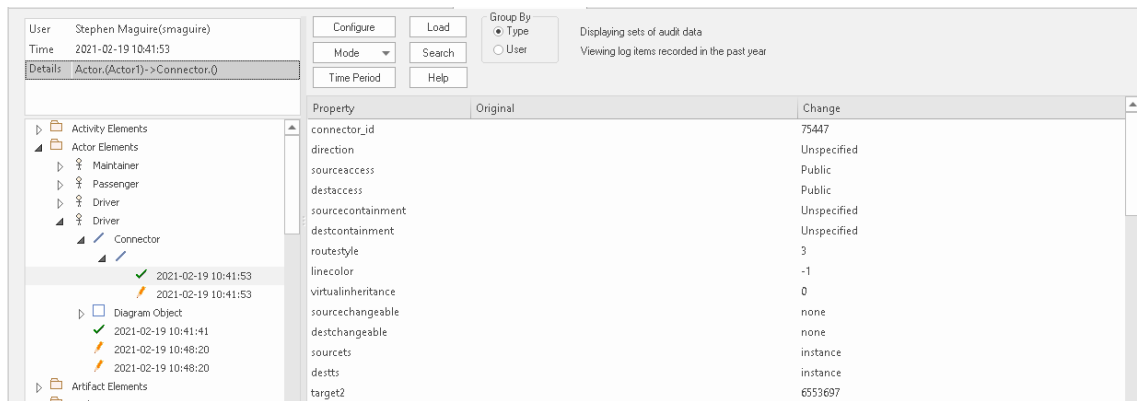 User Stephen Maguire(smaguire)
Time 2021-02-19 10:41:53
Details Actor.(Actor1)->Connector.()
Configure Load
Mode Search
Time Period Help
Group By
Type
User
Displaying sets of audit data
Viewing log items recorded in the past year
Activity Elements
Actor Elements
Maintainer
Passenger
Driver
Driver
Connector
2021-02-19 10:41:53
2021-02-19 10:41:53
Diagram Object
2021-02-19 10:41:41
2021-02-19 10:48:20
2021-02-19 10:48:20
Artifact Elements
Property Original Change
connector_id 75447
direction Unspecified
sourceaccess Public
destaccess Public
sourcecontainment Unspecified
destcontainment Unspecified
routestyle 3
linecolor -1
virtualinheritance 0
sourcechangeable none
destchangeable none
sourcets instance
destts instance
target2 6553697